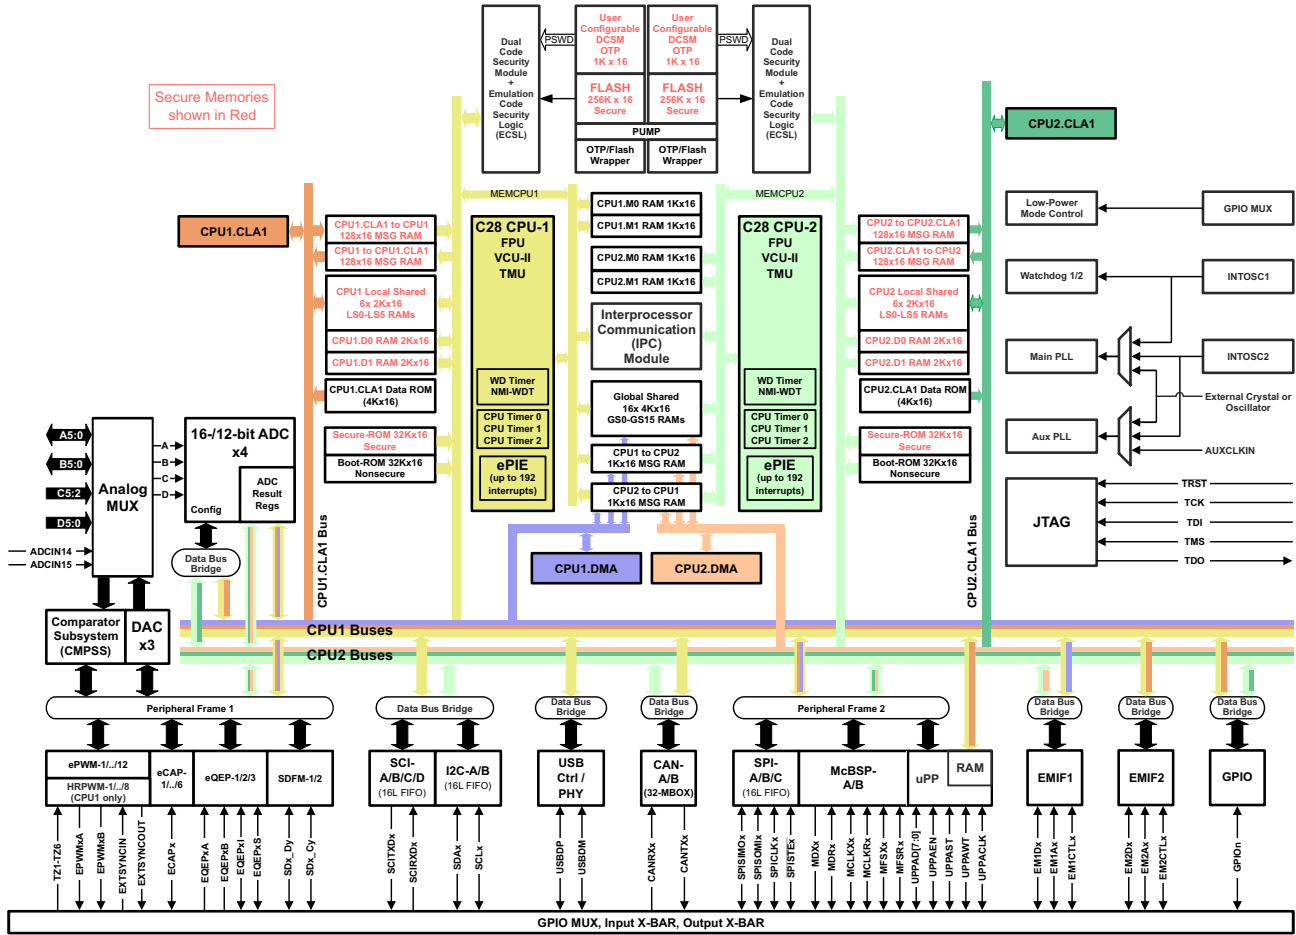 User
Configurable
DCSM
OTP
1K x 16
User
Configurable
DCSM
OTP
1K x 16
PSWD
PSWD
Dual
Code
Security
Module
+
Emulation
Code
Security
Logic
(ECSL)
Dual
Code
Security
Module
+
Emulation
Code
Security
Logic
(ECSL)
FLASH
256K x 16
Secure
FLASH
256K x 16
Secure
PUMP
OTP/Flash
Wrapper
OTP/Flash
Wrapper
Secure Memories
shown in Red
CPU2.CLA1
MEMCPU1
MEMCPU2
CPU1.CLA1
CPU1.CLA1 to CPU1
128x16 MSG RAM
CPU1 to CPU1.CLA1
128x16 MSG RAM
CPU1 Local Shared
6x 2Kx16
LS0-LS5 RAMs
CPU1.D0 RAM 2Kx16
CPU1.D1 RAM 2Kx16
CPU1.CLA1 Data ROM
(4Kx16)
Secure-ROM 32Kx16
Secure
Boot-ROM 32Kx16
Nonsecure
C28 CPU-1
FPU
VCU-II
TMU
WD Timer
NMI-WDT
CPU Timer 0
CPU Timer 1
CPU Timer 2
ePIE
(up to 192
interrupts)
CPU1.M0 RAM 1Kx16
CPU1.M1 RAM 1Kx16
CPU2.M0 RAM 1Kx16
CPU2.M1 RAM 1Kx16
Interprocessor
Communication
(IPC)
Module
Global Shared
16x 4Kx16
GS0-GS15 RAMs
CPU1 to CPU2
1Kx16 MSG RAM
CPU2 to CPU1
1Kx16 MSG RAM
CPU1.DMA
CPU2.DMA
C28 CPU-2
FPU
VCU-II
TMU
WD Timer
NMI-WDT
CPU Timer 0
CPU Timer 1
CPU Timer 2
ePIE
(up to 192
interrupts)
CPU2 to CPU2.CLA1
128x16 MSG RAM
CPU2.CLA1 to CPU2
128x16 MSG RAM
CPU2 Local Shared
6x 2Kx16
LS0-LS5 RAMs
CPU2.D0 RAM 2Kx16
CPU2.D1 RAM 2Kx16
CPU2.CLA1 Data ROM
(4Kx16)
Secure-ROM 32Kx16
Secure
Boot-ROM 32Kx16
Nonsecure
Low-Power
Mode Control
GPIO MUX
Watchdog 1/2
INTOSC1
Main PLL
INTOSC2
External Crystal or
Oscillator
Aux PLL
AUXCLKIN
JTAG
TRST
TCK
TDI
TMS
TDO
A5:0
B5:0
C5:2
D5:0
ADCIN14
ADCIN15
Analog
MUX
A
B
C
D
16-/12-bit ADC
x4
Config
ADC
Result
Regs
Data Bus
Bridge
CPU1.CLA1 Bus
CPU2.CLA1 Bus
Comparator
Subsystem
(CMPSS)
DAC
x3
CPU1 Buses
CPU2 Buses
Peripheral Frame 1
Data Bus Bridge
Data Bus
Bridge
Data Bus
Bridge
Peripheral Frame 2
Data Bus
Bridge
Data Bus
Bridge
Data Bus
Bridge
ePWM-1/../12
HRPWM-1/../8
(CPU1 only)
eCAP-
1/../6
eQEP-1/2/3
SDFM-1/2
SCI-
A/B/C/D
(16L FIFO)
I2C-A/B
(16L FIFO)
USB
Ctrl /
PHY
CAN-
A/B
(32-MBOX)
SPI-
A/B/C
(16L FIFO)
McBSP-
A/B
uPP
RAM
EMIF1
EMIF2
GPIO
TZ1-TZ6
EPWMxA
EPWMxB
EXTSYNCIN
EXTSYNCOUT
ECAPx
EQEPxA
EQEPxB
EQEPxI
EQEPxS
SDx_Dy
SDx_Cy
SCITXDx
SCIRXDx
SDAx
SCLx
USBDP
USBDM
CANRXx
CANTXx
SPISIMOx
SPISOMIx
SPICLKx
SPISTEx
MDXx
MDRx
MCLKXx
MCLKRx
MFSXx
MFSRx
UPPAD[7:0]
UPPAEN
UPPAST
UPPAWT
UPPACLK
EM1Dx
EM1Ax
EM1CTLx
EM2Dx
EM2Ax
EM2CTLx
GPIOn
GPIO MUX, Input X-BAR, Output X-BAR